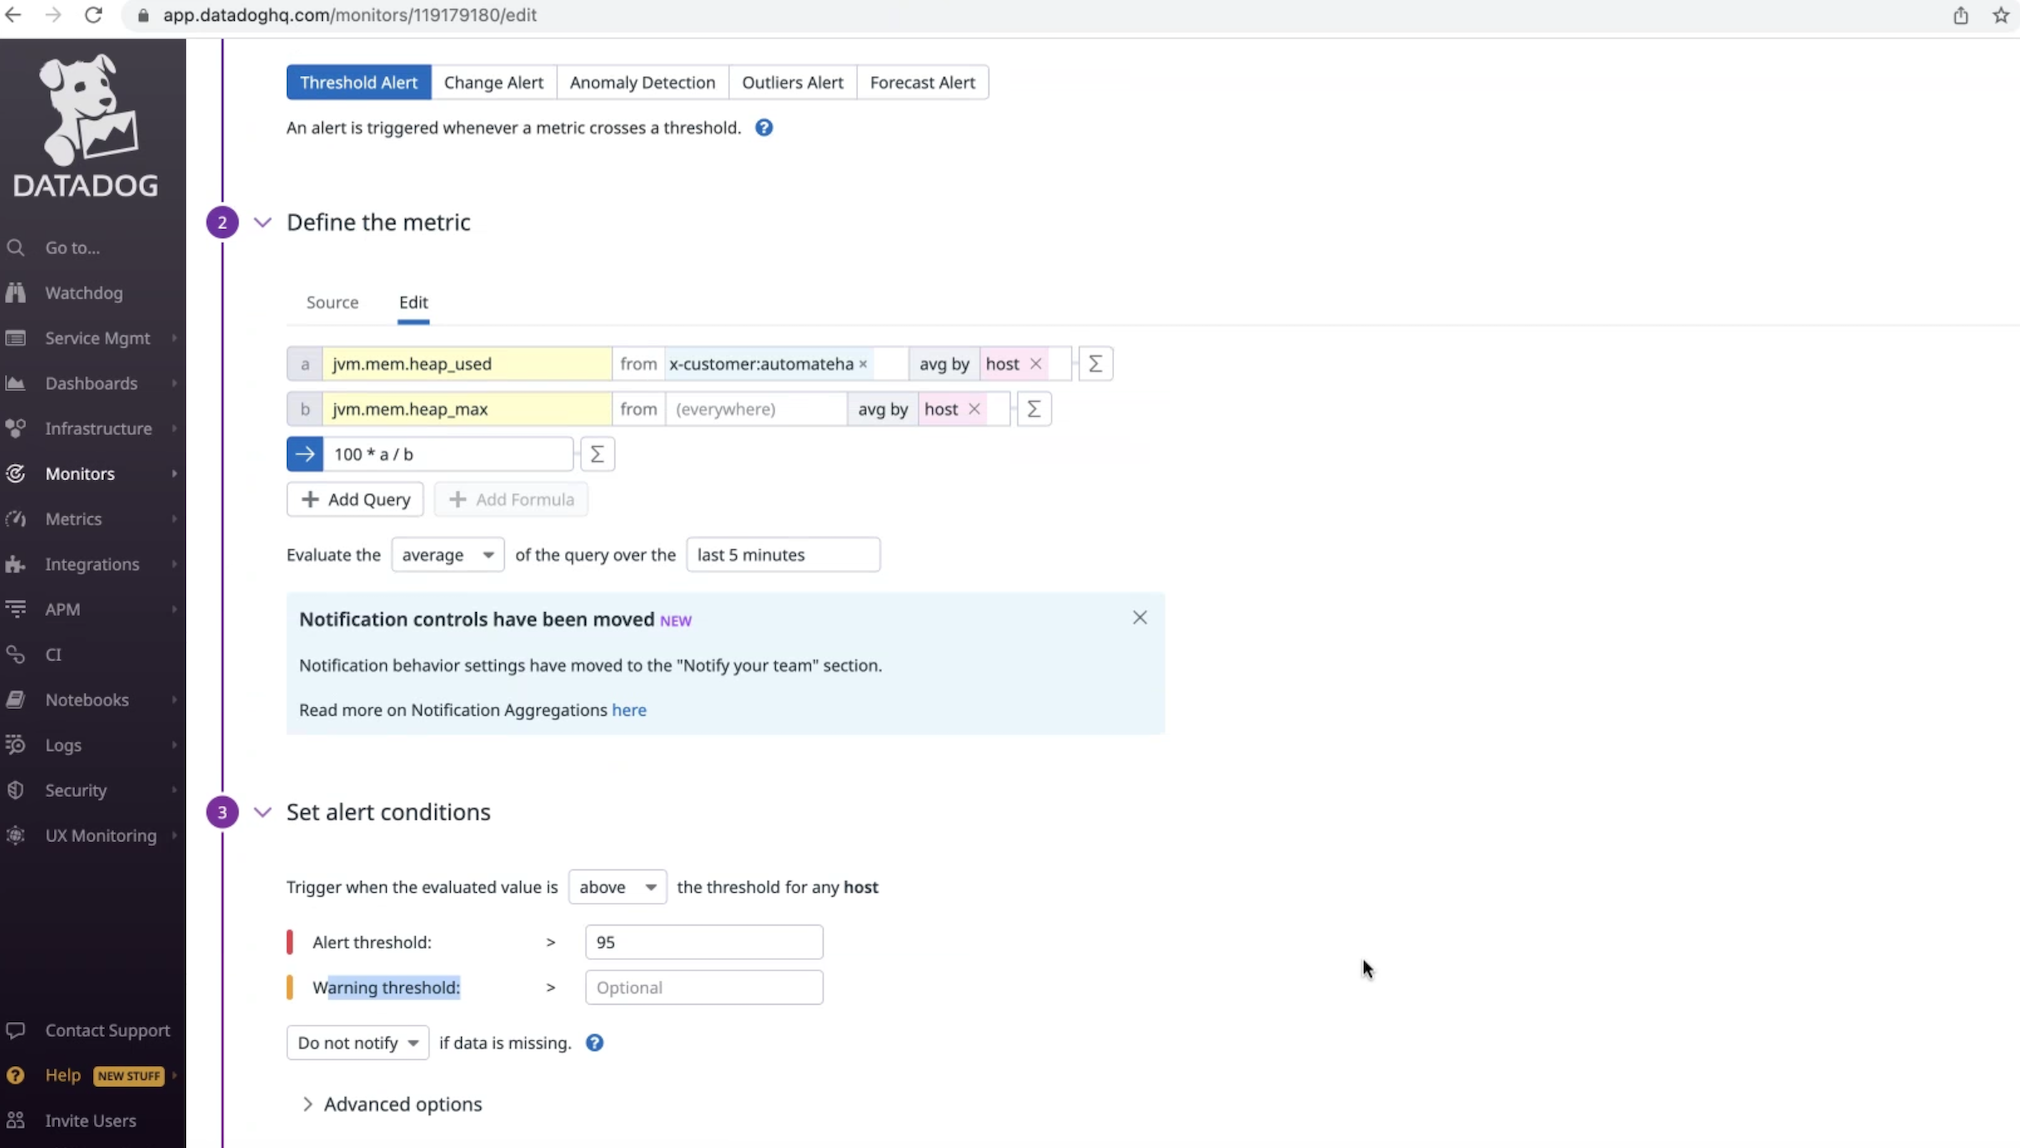 app.datadoghq.com/monitors/119179180/edit
DATADOG
Go to...
Watchdog
Service Mgmt
Dashboards
Infrastructure
Monitors
Metrics
Integrations
APM
CI
Notebooks
Logs
Security
UX Monitoring
Contact Support
Help NEW STUFF
Invite Users
Threshold Alert Change Alert Anomaly Detection Outliers Alert Forecast Alert
An alert is triggered whenever a metric crosses a threshold. ?
2 Define the metric
Source Edit
a jvm.mem.heap_used from x-customer:automateha × avg by host × Σ
b jvm.mem.heap_max from (everywhere) avg by host × Σ
→ 100 * a / b Σ
+ Add Query + Add Formula
Evaluate the average of the query over the last 5 minutes
Notification controls have been moved NEW
Notification behavior settings have moved to the "Notify your team" section.
Read more on Notification Aggregations here
3 Set alert conditions
Trigger when the evaluated value is above the threshold for any host
Alert threshold: > 95
Warning threshold: > Optional
Do not notify if data is missing. ?
Advanced options